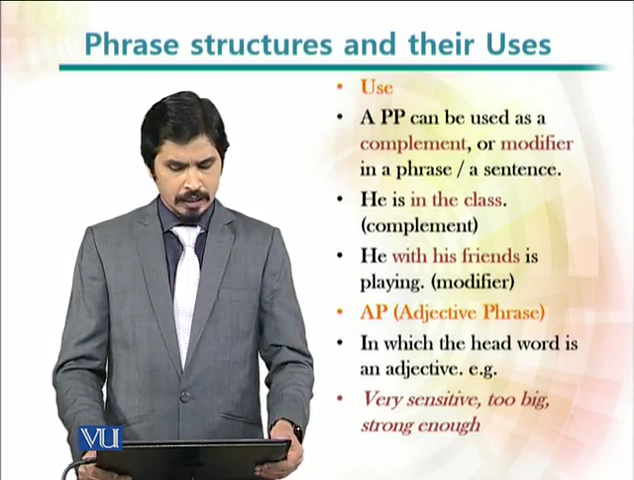 Phrase structures and their Uses
• Use
• A PP can be used as a
complement, or modifier
in a phrase / a sentence.
• He is in the class.
(complement)
• He with his friends is
playing. (modifier)
• AP (Adjective Phrase)
• In which the head word is
an adjective. e.g.
• Very sensitive, too big,
strong enough
VU